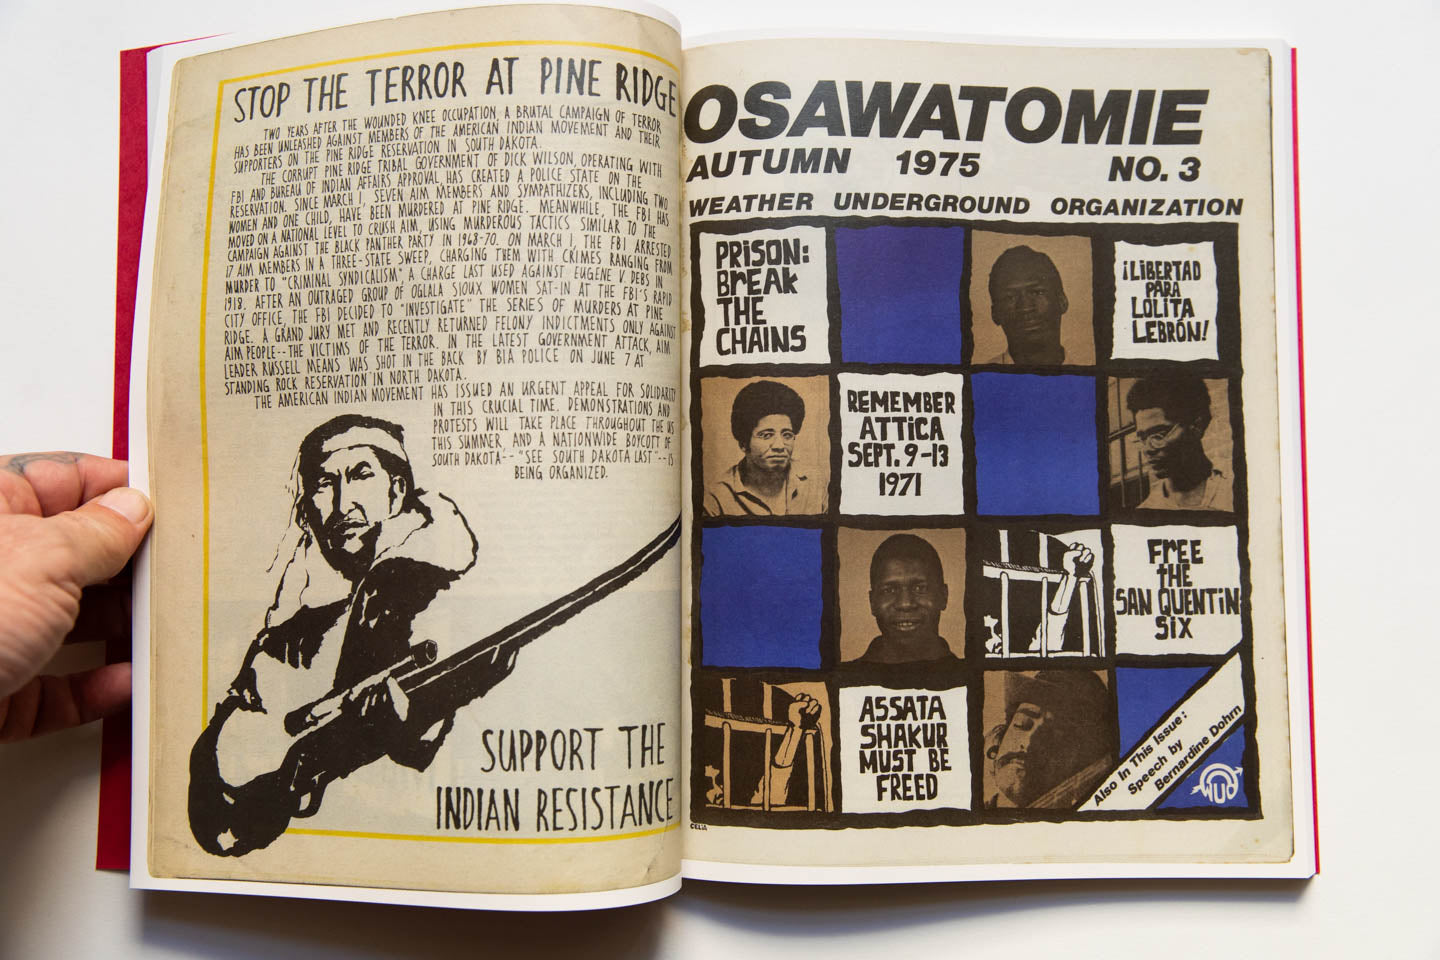 STOP THE TERROR AT PINE RIDGE
TWO YEARS AFTER THE WOUNDED KNEE OCCUPATION, A BRUTAL CAMPAIGN OF TERROR
HAS BEEN UNLEASHED AGAINST MEMBERS OF THE AMERICAN INDIAN MOVEMENT AND THEIR
SUPPORTERS ON THE PINE RIDGE RESERVATION IN SOUTH DAKOTA.
THE CORRUPT PINE RIDGE TRIBAL GOVERNMENT OF DICK WILSON, OPERATING WITH
FBI AND BUREAU OF INDIAN AFFAIRS APPROVAL, HAS CREATED A POLICE STATE ON THE
RESERVATION. SINCE MARCH 1, SEVEN AIM MEMBERS AND SYMPATHIZERS, INCLUDING TWO
WOMEN AND ONE CHILD, HAVE BEEN MURDERED AT PINE RIDGE. MEANWHILE, THE FBI HAS
MOVED ON A NATIONAL LEVEL TO CRUSH AIM, USING MURDEROUS TACTICS SIMILAR TO THE
CAMPAIGN AGAINST THE BLACK PANTHER PARTY IN 1968-70. ON MARCH 1, THE FBI ARRESTED
17 AIM MEMBERS IN A THREE-STATE SWEEP, CHARGING THEM WITH CRIMES RANGING FROM
MURDER TO "CRIMINAL SYNDICALISM", A CHARGE LAST USED AGAINST EUGENE V. DEBS IN
1918. AFTER AN OUTRAGED GROUP OF OGLALA SIOUX WOMEN SAT-IN AT THE FBI'S RAPID
CITY OFFICE, THE FBI DECIDED TO "INVESTIGATE" THE SERIES OF MURDERS AT PINE
RIDGE. A GRAND JURY MET AND RECENTLY RETURNED FELONY INDICTMENTS ONLY AGAINST
AIM PEOPLE--THE VICTIMS OF THE TERROR. IN THE LATEST GOVERNMENT ATTACK, AIM
LEADER RUSSELL MEANS WAS SHOT IN THE BACK BY BIA POLICE ON JUNE 7 AT
STANDING ROCK RESERVATION IN NORTH DAKOTA.
THE AMERICAN INDIAN MOVEMENT HAS ISSUED AN URGENT APPEAL FOR SOLIDARITY
IN THIS CRUCIAL TIME. DEMONSTRATIONS AND
PROTESTS WILL TAKE PLACE THROUGHOUT THE US
THIS SUMMER, AND A NATIONWIDE BOYCOTT OF
SOUTH DAKOTA--"SEE SOUTH DAKOTA LAST"--IS
BEING ORGANIZED.
SUPPORT THE
INDIAN RESISTANCE
OSAWATOMIE
AUTUMN 1975 NO. 3
WEATHER UNDERGROUND ORGANIZATION
PRISON:
BREAK
THE
CHAINS
¡LIBERTAD
PARA
LOLITA
LEBRÓN!
REMEMBER
ATTICA
SEPT. 9-13
1971
FREE
THE
SAN QUENTIN
SIX
ASSATA
SHAKUR
MUST BE
FREED
Also In This Issue:
Speech by
Bernardine Dohrn
WUO
CELIA